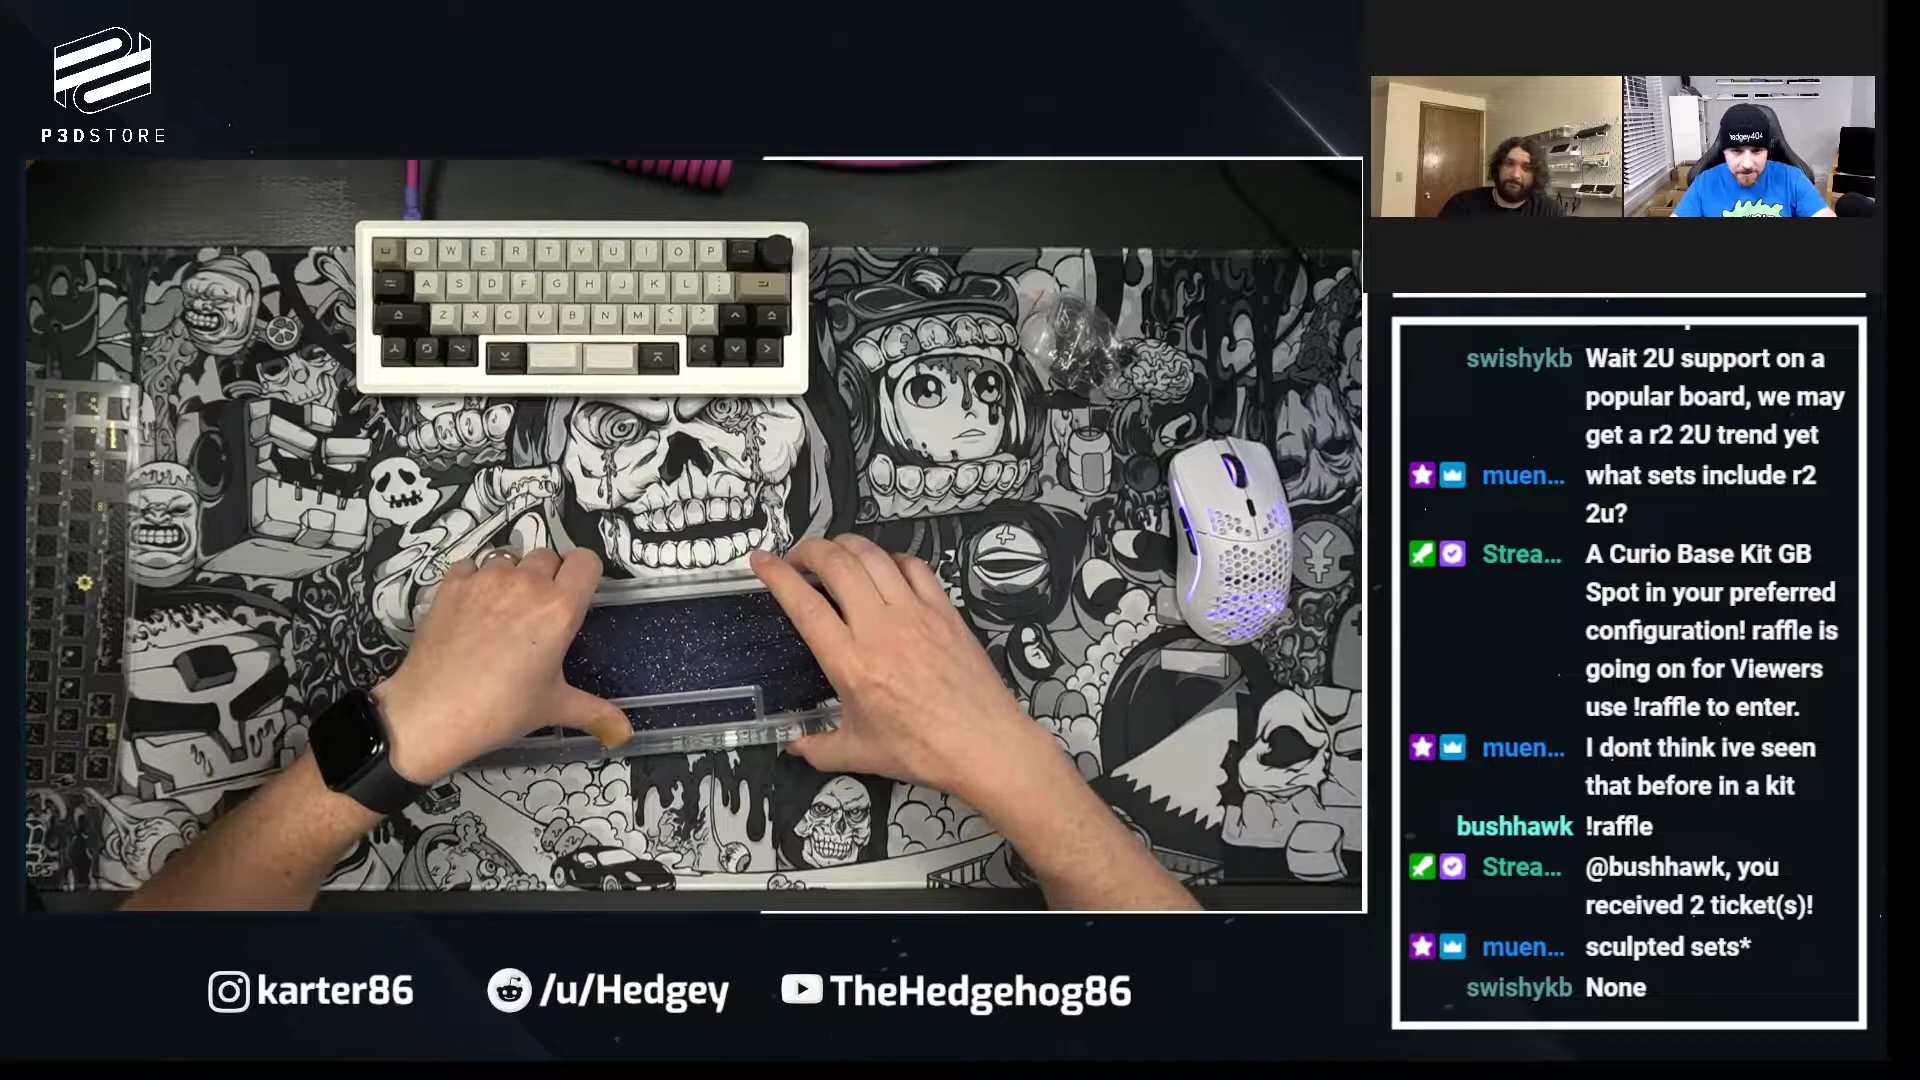 P3DSTORE
hedgey404
Q W E R T Y U I O P
A S D F G H J K L
Z X C V B N M
swishykb Wait 2U support on a
popular board, we may
get a r2 2U trend yet
muen... what sets include r2
2u?
Strea... A Curio Base Kit GB
Spot in your preferred
configuration! raffle is
going on for Viewers
use !raffle to enter.
muen... I dont think ive seen
that before in a kit
bushhawk !raffle
Strea... @bushhawk, you
received 2 ticket(s)!
muen... sculpted sets*
swishykb None
karter86 /u/Hedgey TheHedgehog86